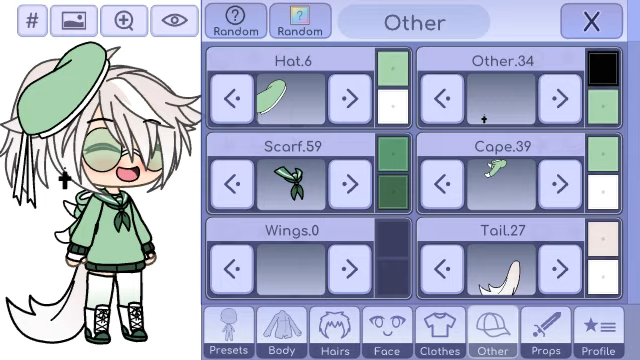 #
?
Random
?
Random
Other
X
Hat.6
Other.34
Scarf.59
Cape.39
Wings.0
Tail.27
Presets
Body
Hairs
Face
Clothes
Other
Props
Profile